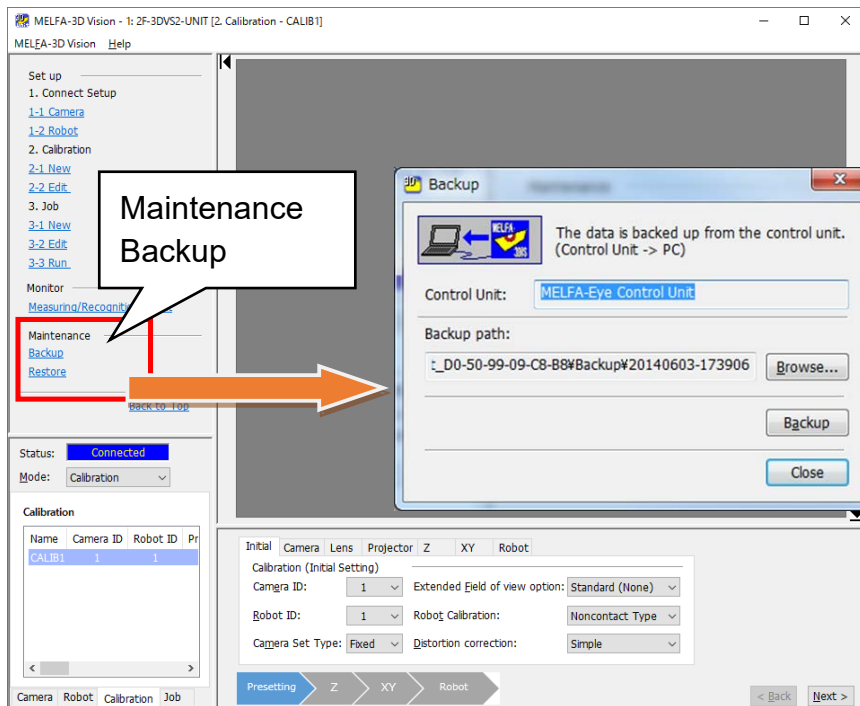 MELFA-3D Vision - 1: 2F-3DVS2-UNIT [2. Calibration - CALIB1]
MELFA-3D Vision Help
Set up
1. Connect Setup
1-1 Camera
1-2 Robot
2. Calibration
2-1 New
2-2 Edit
3. Job
3-1 New
3-2 Edit
3-3 Run
Monitor
Measuring/Recogniti
Maintenance
Backup
Restore
Back to Top
Maintenance
Backup
Backup
MELFA-
The data is backed up from the control unit.
(Control Unit -> PC)
Control Unit: MELFA-Eye Control Unit
Backup path:
t_D0-50-99-09-C8-B8¥Backup¥20140603-173906 Browse...
Backup
Close
Status: Connected
Mode: Calibration
Calibration
Name Camera ID Robot ID Pr
CALIB1 1 1
Camera Robot Calibration Job
Initial Camera Lens Projector Z XY Robot
Calibration (Initial Setting)
Camera ID: 1 Extended Field of view option: Standard (None)
Robot ID: 1 Robot Calibration: Noncontact Type
Camera Set Type: Fixed Distortion correction: Simple
Presetting Z XY Robot
< Back Next >